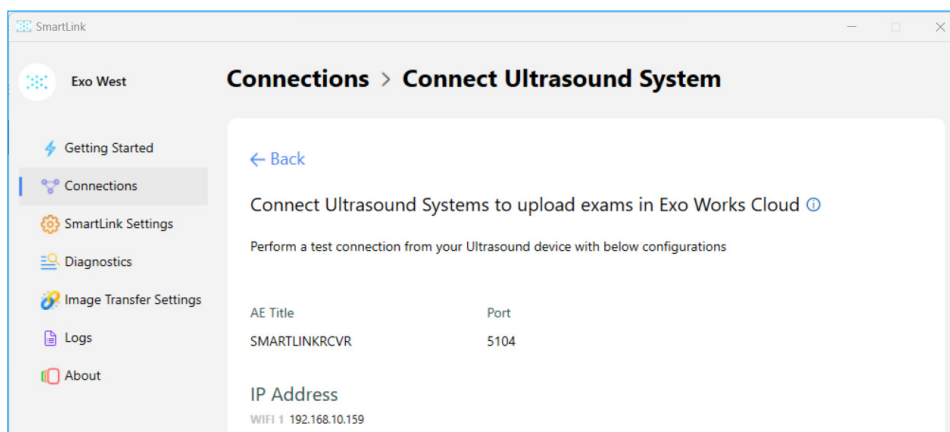 SmartLink
Exo West
Connections > Connect Ultrasound System
Getting Started
Connections
SmartLink Settings
Diagnostics
Image Transfer Settings
Logs
About
← Back
Connect Ultrasound Systems to upload exams in Exo Works Cloud
Perform a test connection from your Ultrasound device with below configurations
AE Title Port
SMARTLINKRCVR 5104
IP Address
WIFI 1 192.168.10.159